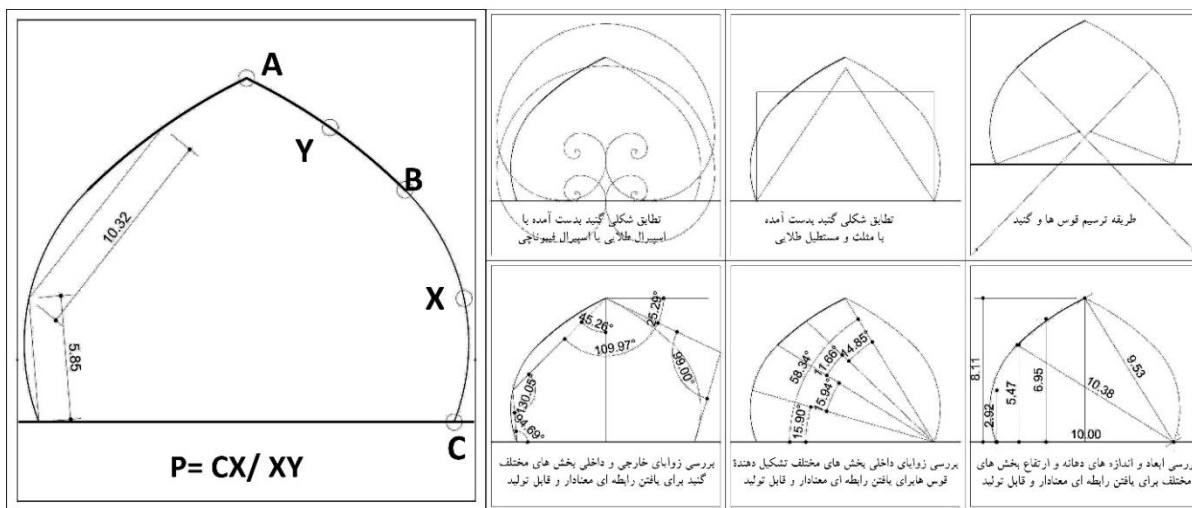 A
Y
B
X
C
10.32
5.85
P= CX/ XY
تطابق شکلی گنبد بدست آمده با
اسپیرال طلایی یا اسپیرال فیبوناچی
تطابق شکلی گنبد بدست آمده
با مثلث و مستطیل طلایی
طریقه ترسیم قوس ها و گنبد
45.26°
25.29°
109.97°
99.00°
130.05°
94.69°
بررسی زوایای خارجی و داخلی بخش های مختلف
گنبد برای یافتن رابطه ای معنادار و قابل تولید
58.34°
11.66°
14.85°
15.94°
15.90°
بررسی زوایای داخلی بخش های مختلف تشکیل دهندهٔ
قوس هابرای یافتن رابطه ای معنادار و قابل تولید
8.11
2.92
5.47
6.95
9.53
10.38
10.00
ررسی ابعاد و اندازه های دهانه و ارتفاع بخش های
مختلف برای یافتن رابطه ای معنادار و قابل تولید